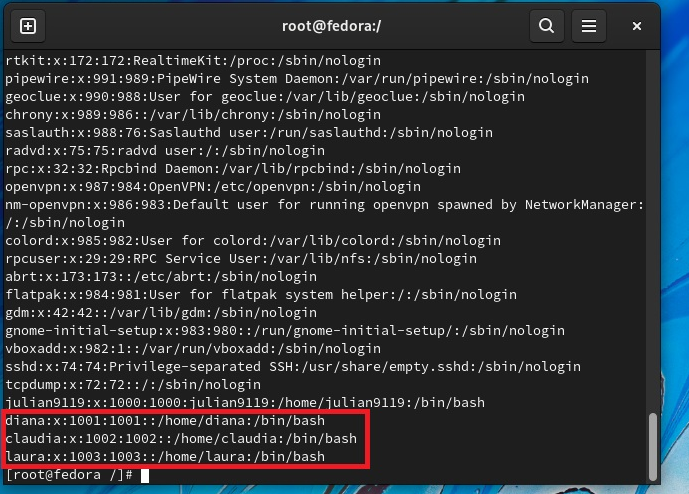 root@fedora:/
rtkit:x:172:172:RealtimeKit:/proc:/sbin/nologin
pipewire:x:991:989:PipeWire System Daemon:/var/run/pipewire:/sbin/nologin
geoclue:x:990:988:User for geoclue:/var/lib/geoclue:/sbin/nologin
chrony:x:989:986::/var/lib/chrony:/sbin/nologin
saslauth:x:988:76:Saslauthd user:/run/saslauthd:/sbin/nologin
radvd:x:75:75:radvd user:/:/sbin/nologin
rpc:x:32:32:Rpcbind Daemon:/var/lib/rpcbind:/sbin/nologin
openvpn:x:987:984:OpenVPN:/etc/openvpn:/sbin/nologin
nm-openvpn:x:986:983:Default user for running openvpn spawned by NetworkManager:
/:/sbin/nologin
colord:x:985:982:User for colord:/var/lib/colord:/sbin/nologin
rpcuser:x:29:29:RPC Service User:/var/lib/nfs:/sbin/nologin
abrt:x:173:173::/etc/abrt:/sbin/nologin
flatpak:x:984:981:User for flatpak system helper:/:/sbin/nologin
gdm:x:42:42::/var/lib/gdm:/sbin/nologin
gnome-initial-setup:x:983:980::/run/gnome-initial-setup/:/sbin/nologin
vboxadd:x:982:1::/var/run/vboxadd:/sbin/nologin
sshd:x:74:74:Privilege-separated SSH:/usr/share/empty.sshd:/sbin/nologin
tcpdump:x:72:72::/:/sbin/nologin
julian9119:x:1000:1000:julian9119:/home/julian9119:/bin/bash
diana:x:1001:1001::/home/diana:/bin/bash
claudia:x:1002:1002::/home/claudia:/bin/bash
laura:x:1003:1003::/home/laura:/bin/bash
[root@fedora /]#